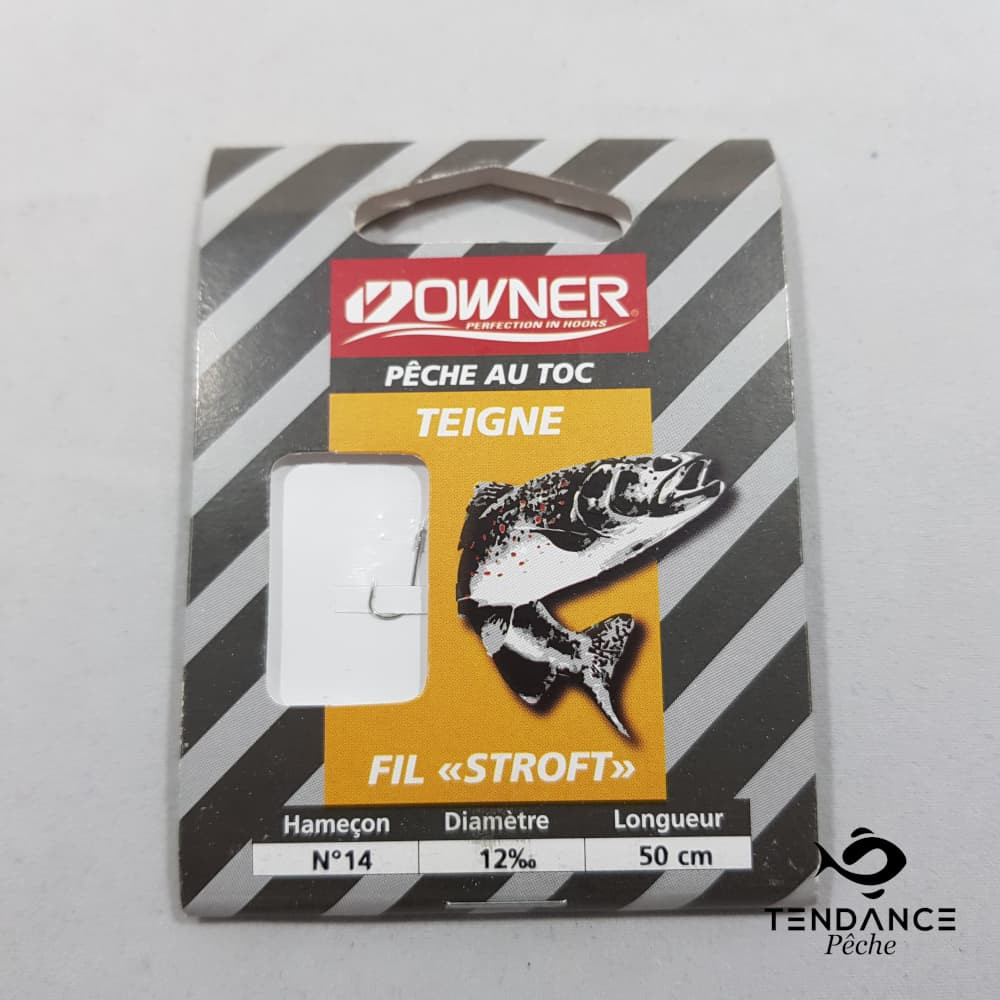 OWNER
PERFECTION IN HOOKS
PÊCHE AU TOC
TEIGNE
FIL «STROFT»
Hameçon Diamètre Longueur
N°14 12‰ 50 cm
TENDANCE
Pêche